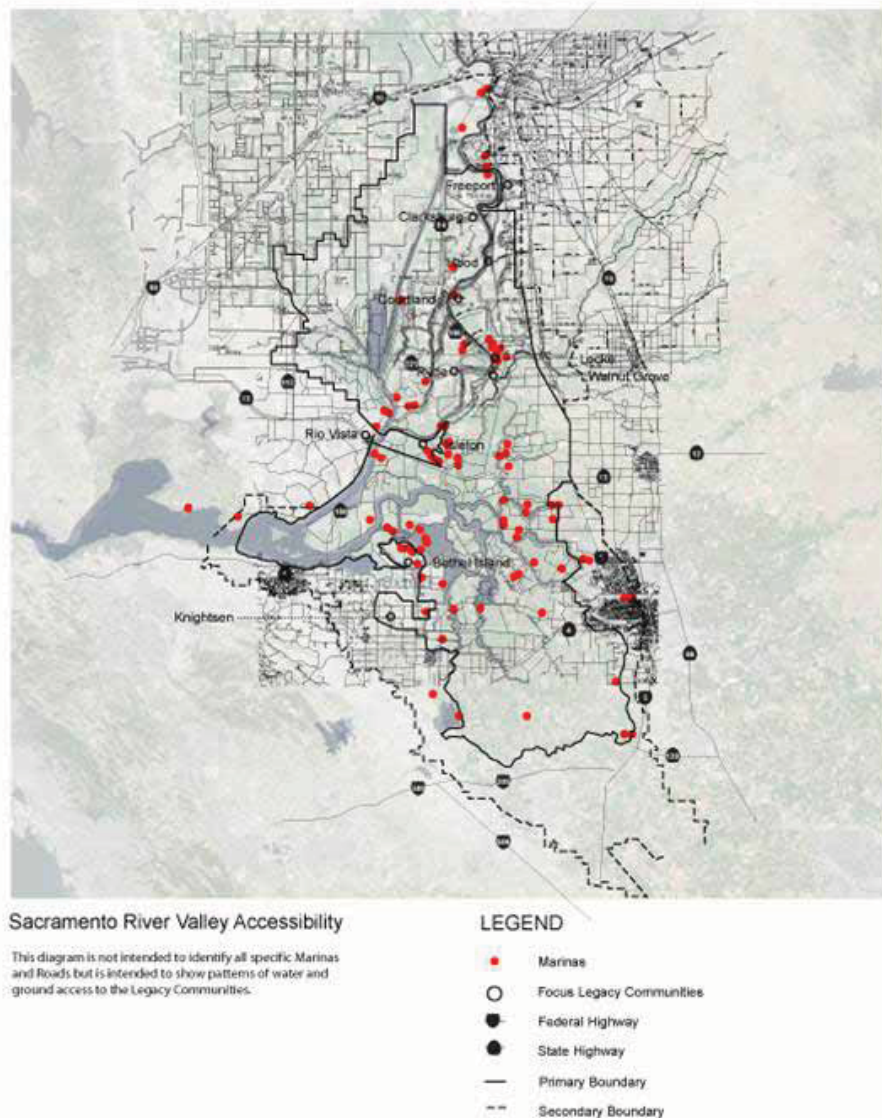 Freeport
Clarksburg
Hood
Courtland
Locke
Ryde
Walnut Grove
Rio Vista
Isleton
Bethel Island
Knightsen
Sacramento River Valley Accessibility
This diagram is not intended to identify all specific Marinas
and Roads but is intended to show patterns of water and
ground access to the Legacy Communities.
LEGEND
Marinas
Focus Legacy Communities
Federal Highway
State Highway
Primary Boundary
Secondary Boundary